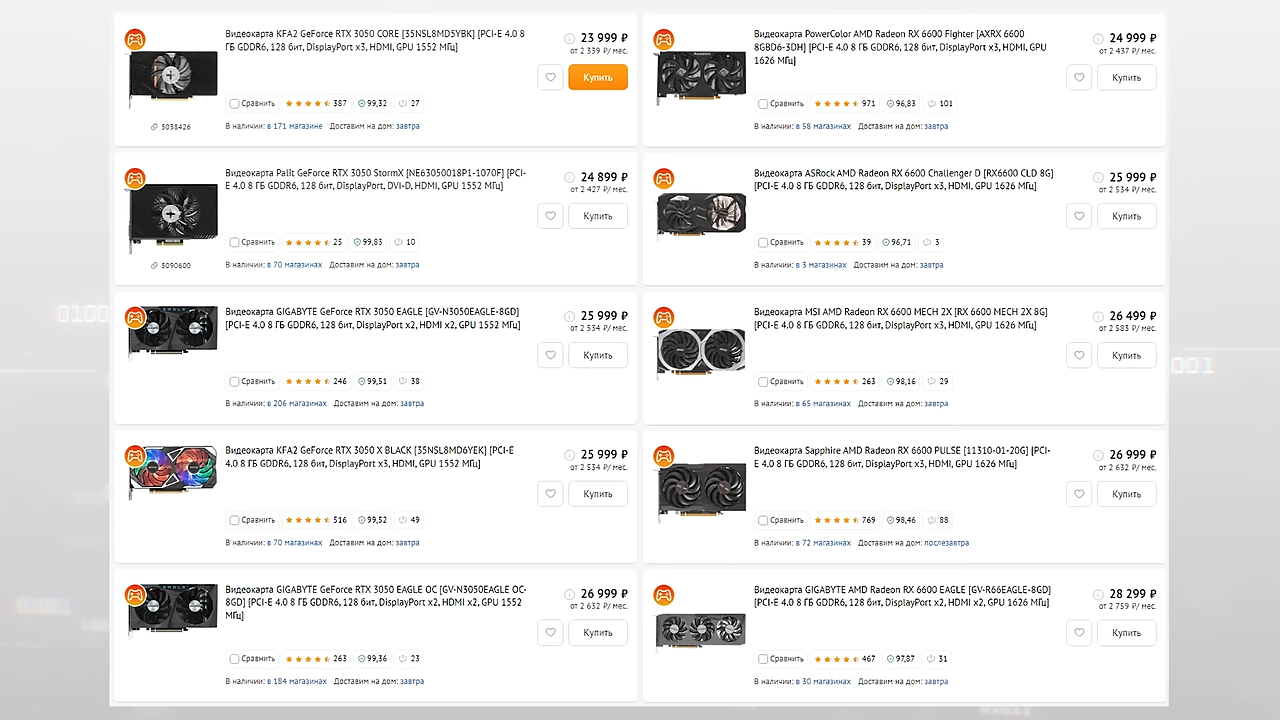 Видеокарта KFA2 GeForce RTX 3050 CORE [35NSL8MD5YBK] [PCI-E 4.0 8
ГБ GDDR6, 128 бит, DisplayPort x3, HDMI, GPU 1552 МГц]
23 999 ₽
от 2 339 ₽/ мес.
Купить
Сравнить 387 99,32 27
5038426
В наличии: в 171 магазине Доставим на дом: завтра
Видеокарта Palit GeForce RTX 3050 StormX [NE63050018P1-1070F] [PCI-
E 4.0 8 ГБ GDDR6, 128 бит, DisplayPort, DVI-D, HDMI, GPU 1552 МГц]
24 899 ₽
от 2 427 ₽/ мес.
Купить
Сравнить 25 99,83 10
5090600
В наличии: в 70 магазинах Доставим на дом: завтра
Видеокарта GIGABYTE GeForce RTX 3050 EAGLE [GV-N3050EAGLE-8GD]
[PCI-E 4.0 8 ГБ GDDR6, 128 бит, DisplayPort x2, HDMI x2, GPU 1552 МГц]
25 999 ₽
от 2 534 ₽/ мес.
Купить
Сравнить 246 99,51 38
В наличии: в 206 магазинах Доставим на дом: завтра
Видеокарта KFA2 GeForce RTX 3050 X BLACK [35NSL8MD6YEK] [PCI-E
4.0 8 ГБ GDDR6, 128 бит, DisplayPort x3, HDMI, GPU 1552 МГц]
25 999 ₽
от 2 534 ₽/ мес.
Купить
Сравнить 516 99,52 49
В наличии: в 70 магазинах Доставим на дом: завтра
Видеокарта GIGABYTE GeForce RTX 3050 EAGLE OC [GV-N3050EAGLE OC-
8GD] [PCI-E 4.0 8 ГБ GDDR6, 128 бит, DisplayPort x2, HDMI x2, GPU 1552
МГц]
26 999 ₽
от 2 632 ₽/ мес.
Купить
Сравнить 263 99,36 23
В наличии: в 184 магазинах Доставим на дом: завтра
Видеокарта PowerColor AMD Radeon RX 6600 Fighter [AXRX 6600
8GBD6-3DH] [PCI-E 4.0 8 ГБ GDDR6, 128 бит, DisplayPort x3, HDMI, GPU
1626 МГц]
24 999 ₽
от 2 437 ₽/ мес.
Купить
Сравнить 971 96,83 101
В наличии: в 58 магазинах Доставим на дом: завтра
Видеокарта ASRock AMD Radeon RX 6600 Challenger D [RX6600 CLD 8G]
[PCI-E 4.0 8 ГБ GDDR6, 128 бит, DisplayPort x3, HDMI, GPU 1626 МГц]
25 999 ₽
от 2 534 ₽/ мес.
Купить
Сравнить 39 96,71 3
В наличии: в 3 магазинах Доставим на дом: завтра
Видеокарта MSI AMD Radeon RX 6600 MECH 2X [RX 6600 MECH 2X 8G]
[PCI-E 4.0 8 ГБ GDDR6, 128 бит, DisplayPort x3, HDMI, GPU 1626 МГц]
26 499 ₽
от 2 583 ₽/ мес.
Купить
Сравнить 263 98,16 29
В наличии: в 65 магазинах Доставим на дом: завтра
Видеокарта Sapphire AMD Radeon RX 6600 PULSE [11310-01-20G] [PCI-
E 4.0 8 ГБ GDDR6, 128 бит, DisplayPort x3, HDMI, GPU 1626 МГц]
26 999 ₽
от 2 632 ₽/ мес.
Купить
Сравнить 769 98,46 88
В наличии: в 72 магазинах Доставим на дом: послезавтра
Видеокарта GIGABYTE AMD Radeon RX 6600 EAGLE [GV-R66EAGLE-8GD]
[PCI-E 4.0 8 ГБ GDDR6, 128 бит, DisplayPort x2, HDMI x2, GPU 1626 МГц]
28 299 ₽
от 2 759 ₽/ мес.
Купить
Сравнить 467 97,87 31
В наличии: в 30 магазинах Доставим на дом: завтра